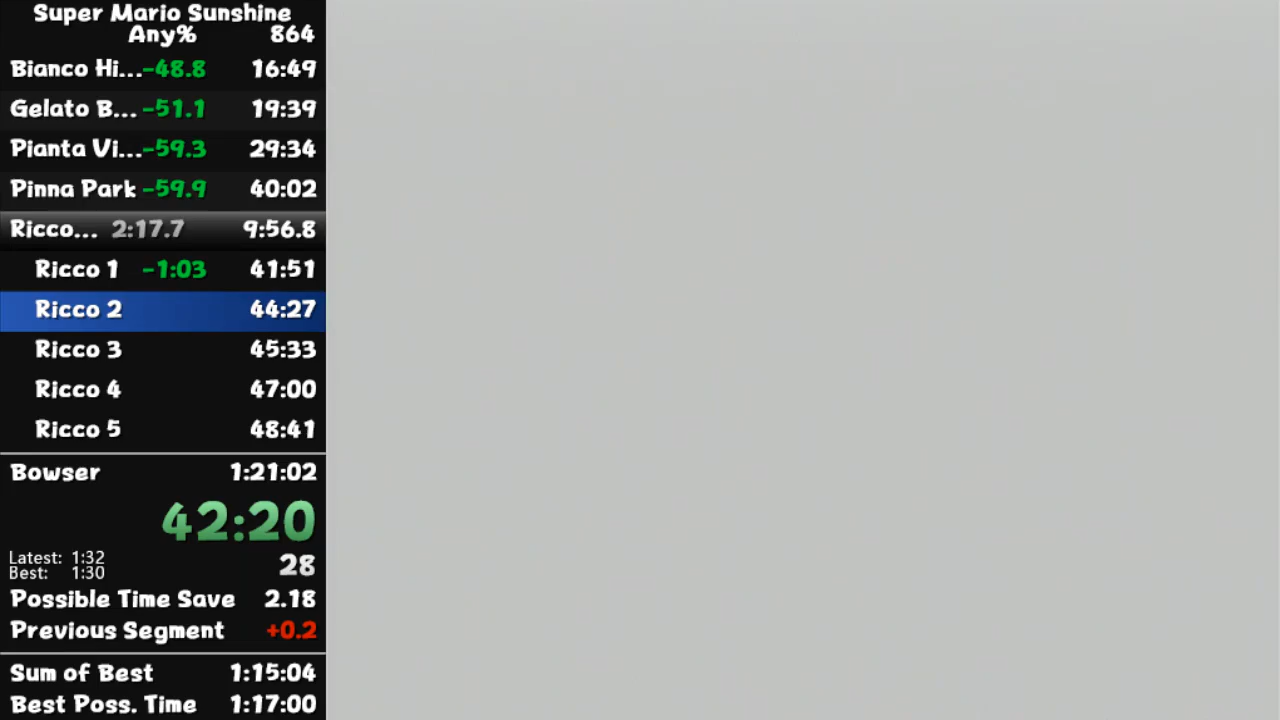 Super Mario Sunshine
Any% 864
Bianco Hi... -48.8 16:49
Gelato B... -51.1 19:39
Pianta Vi... -59.3 29:34
Pinna Park -59.9 40:02
Ricco... 2:17.7 9:56.8
Ricco 1 -1:03 41:51
Ricco 2 44:27
Ricco 3 45:33
Ricco 4 47:00
Ricco 5 48:41
Bowser 1:21:02
42:20
Latest: 1:32
Best: 1:30
28
Possible Time Save 2.18
Previous Segment +0.2
Sum of Best 1:15:04
Best Poss. Time 1:17:00